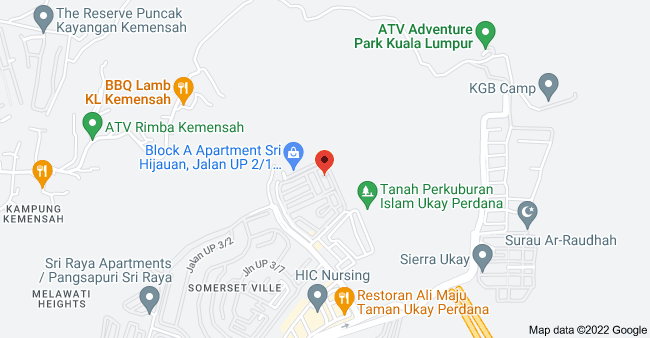 The Reserve Puncak
Kayangan Kemensah
ATV Adventure
Park Kuala Lumpur
BBQ Lamb
KL Kemensah
KGB Camp
ATV Rimba Kemensah
Block A Apartment Sri
Hijauan, Jalan UP 2/1...
Tanah Perkuburan
Islam Ukay Perdana
KAMPUNG
KEMENSAH
Surau Ar-Raudhah
Jalan UP 3/2
Sri Raya Apartments
/ Pangsapuri Sri Raya
Jln UP 3/7
Sierra Ukay
HIC Nursing
MELAWATI
HEIGHTS
SOMERSET VILLE
Restoran Ali Maju
Taman Ukay Perdana
Map data ©2022 Google